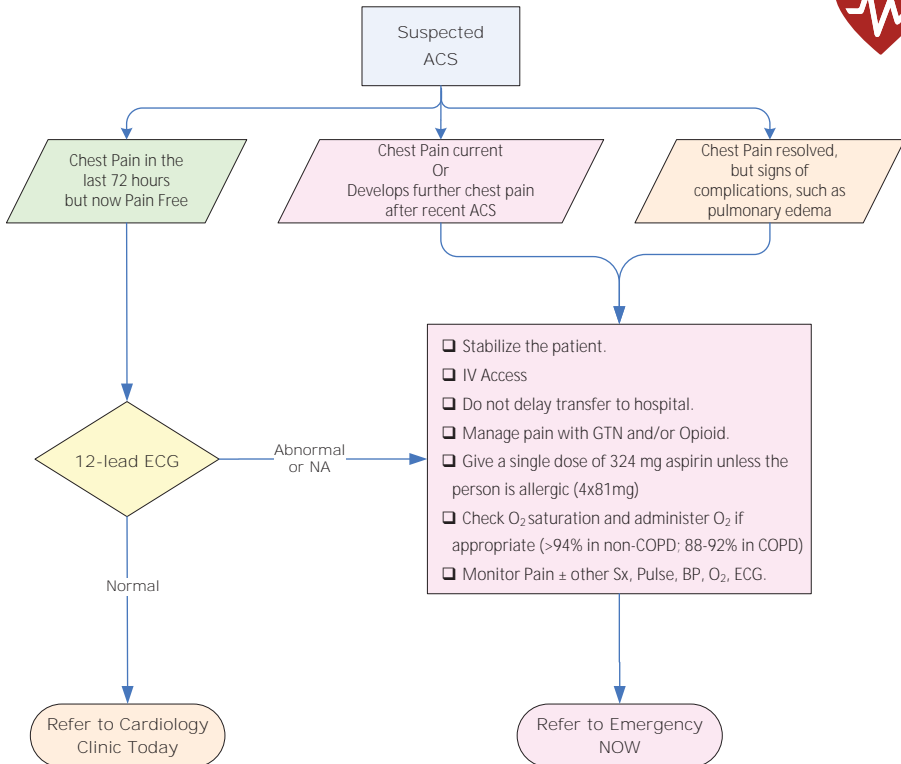 Suspected
ACS
Chest Pain in the
last 72 hours
but now Pain Free
Chest Pain current
Or
Develops further chest pain
after recent ACS
Chest Pain resolved,
but signs of
complications, such as
pulmonary edema
❑ Stabilize the patient.
❑ IV Access
❑ Do not delay transfer to hospital.
❑ Manage pain with GTN and/or Opioid.
❑ Give a single dose of 324 mg aspirin unless the
person is allergic (4x81mg)
❑ Check O₂ saturation and administer O₂ if
appropriate (>94% in non-COPD; 88-92% in COPD)
❑ Monitor Pain ± other Sx, Pulse, BP, O₂, ECG.
12-lead ECG
Abnormal
or NA
Normal
Refer to Cardiology
Clinic Today
Refer to Emergency
NOW